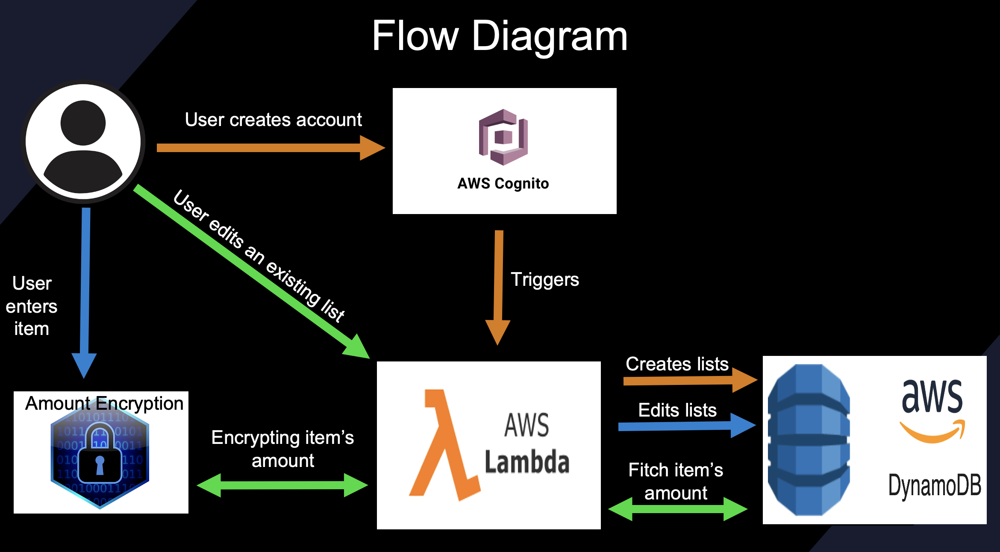 Flow Diagram
User creates account
AWS Cognito
User edits an existing list
User
enters
item
Triggers
Amount Encryption
Encrypting item’s
amount
AWS
Lambda
Creates lists
Edits lists
Fitch item’s
amount
aws
DynamoDB